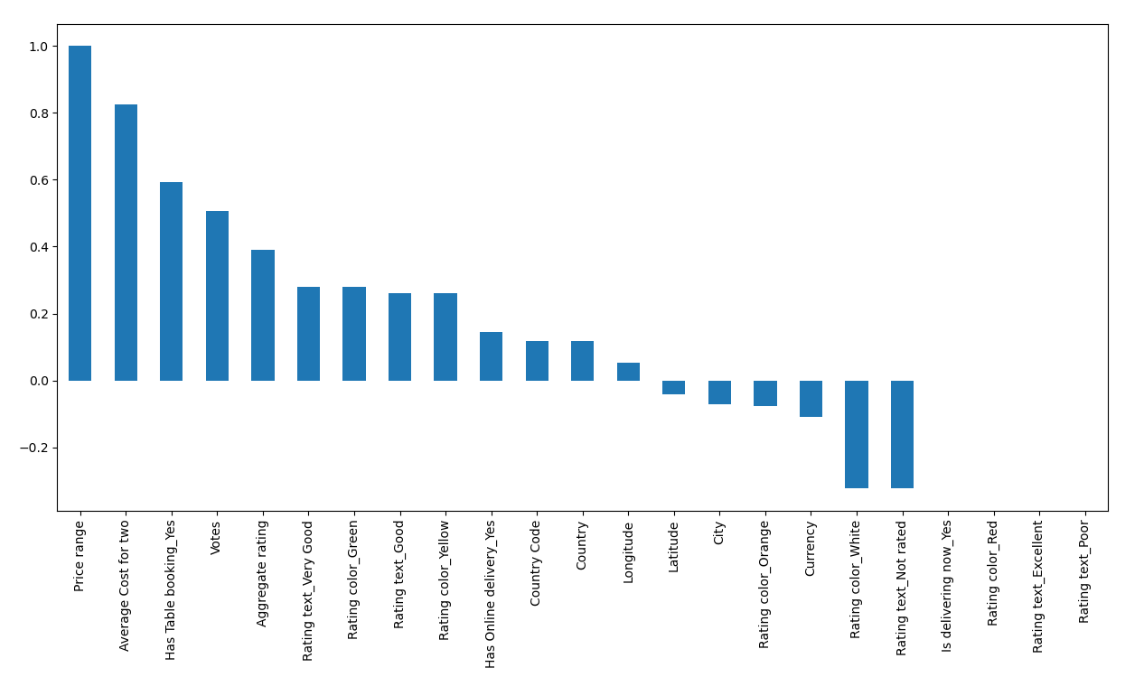 1.0
0.8
0.6
0.4
0.2
0.0
−0.2
Price range
Average Cost for two
Has Table booking_Yes
Votes
Aggregate rating
Rating text_Very Good
Rating color_Green
Rating text_Good
Rating color_Yellow
Has Online delivery_Yes
Country Code
Country
Longitude
Latitude
City
Rating color_Orange
Currency
Rating color_White
Rating text_Not rated
Is delivering now_Yes
Rating color_Red
Rating text_Excellent
Rating text_Poor